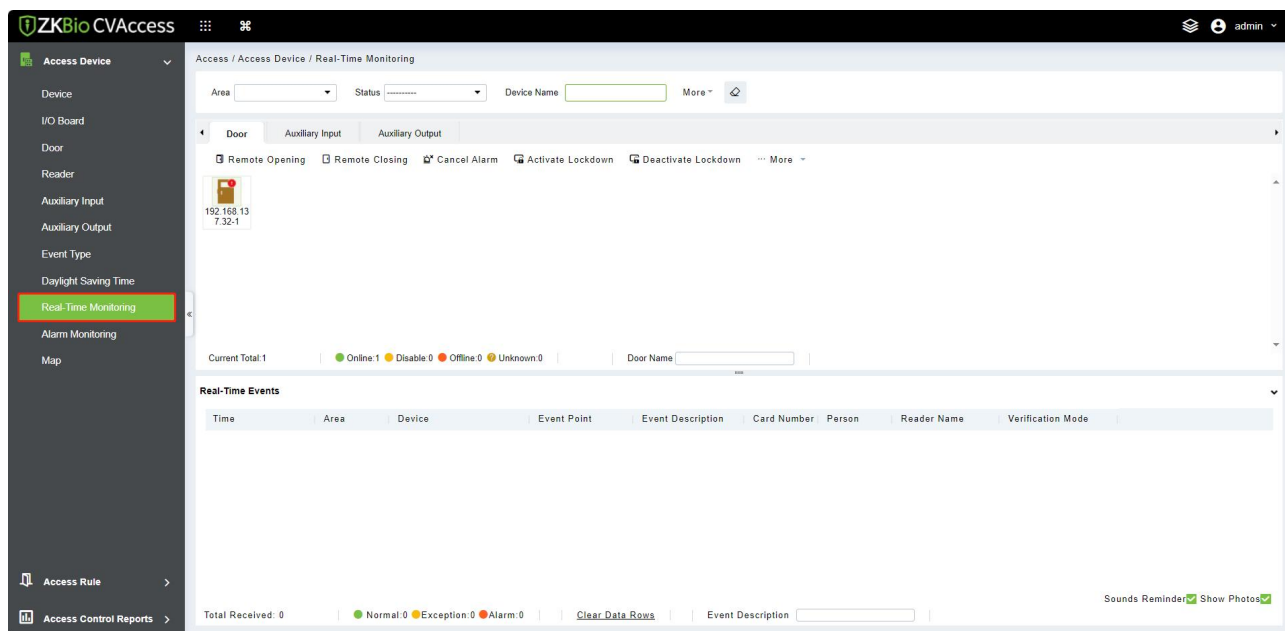 ZKBio CVAccess
admin
Access Device
Device
I/O Board
Door
Reader
Auxiliary Input
Auxiliary Output
Event Type
Daylight Saving Time
Real-Time Monitoring
Alarm Monitoring
Map
Access Rule
Access Control Reports
Access / Access Device / Real-Time Monitoring
Area Status ---------- Device Name More
Door Auxiliary Input Auxiliary Output
Remote Opening Remote Closing Cancel Alarm Activate Lockdown Deactivate Lockdown ··· More
192.168.13
7.32-1
Current Total:1 Online:1 Disable:0 Offline:0 Unknown:0 Door Name
Real-Time Events
Time Area Device Event Point Event Description Card Number Person Reader Name Verification Mode
Sounds Reminder Show Photos
Total Received: 0 Normal:0 Exception:0 Alarm:0 Clear Data Rows Event Description